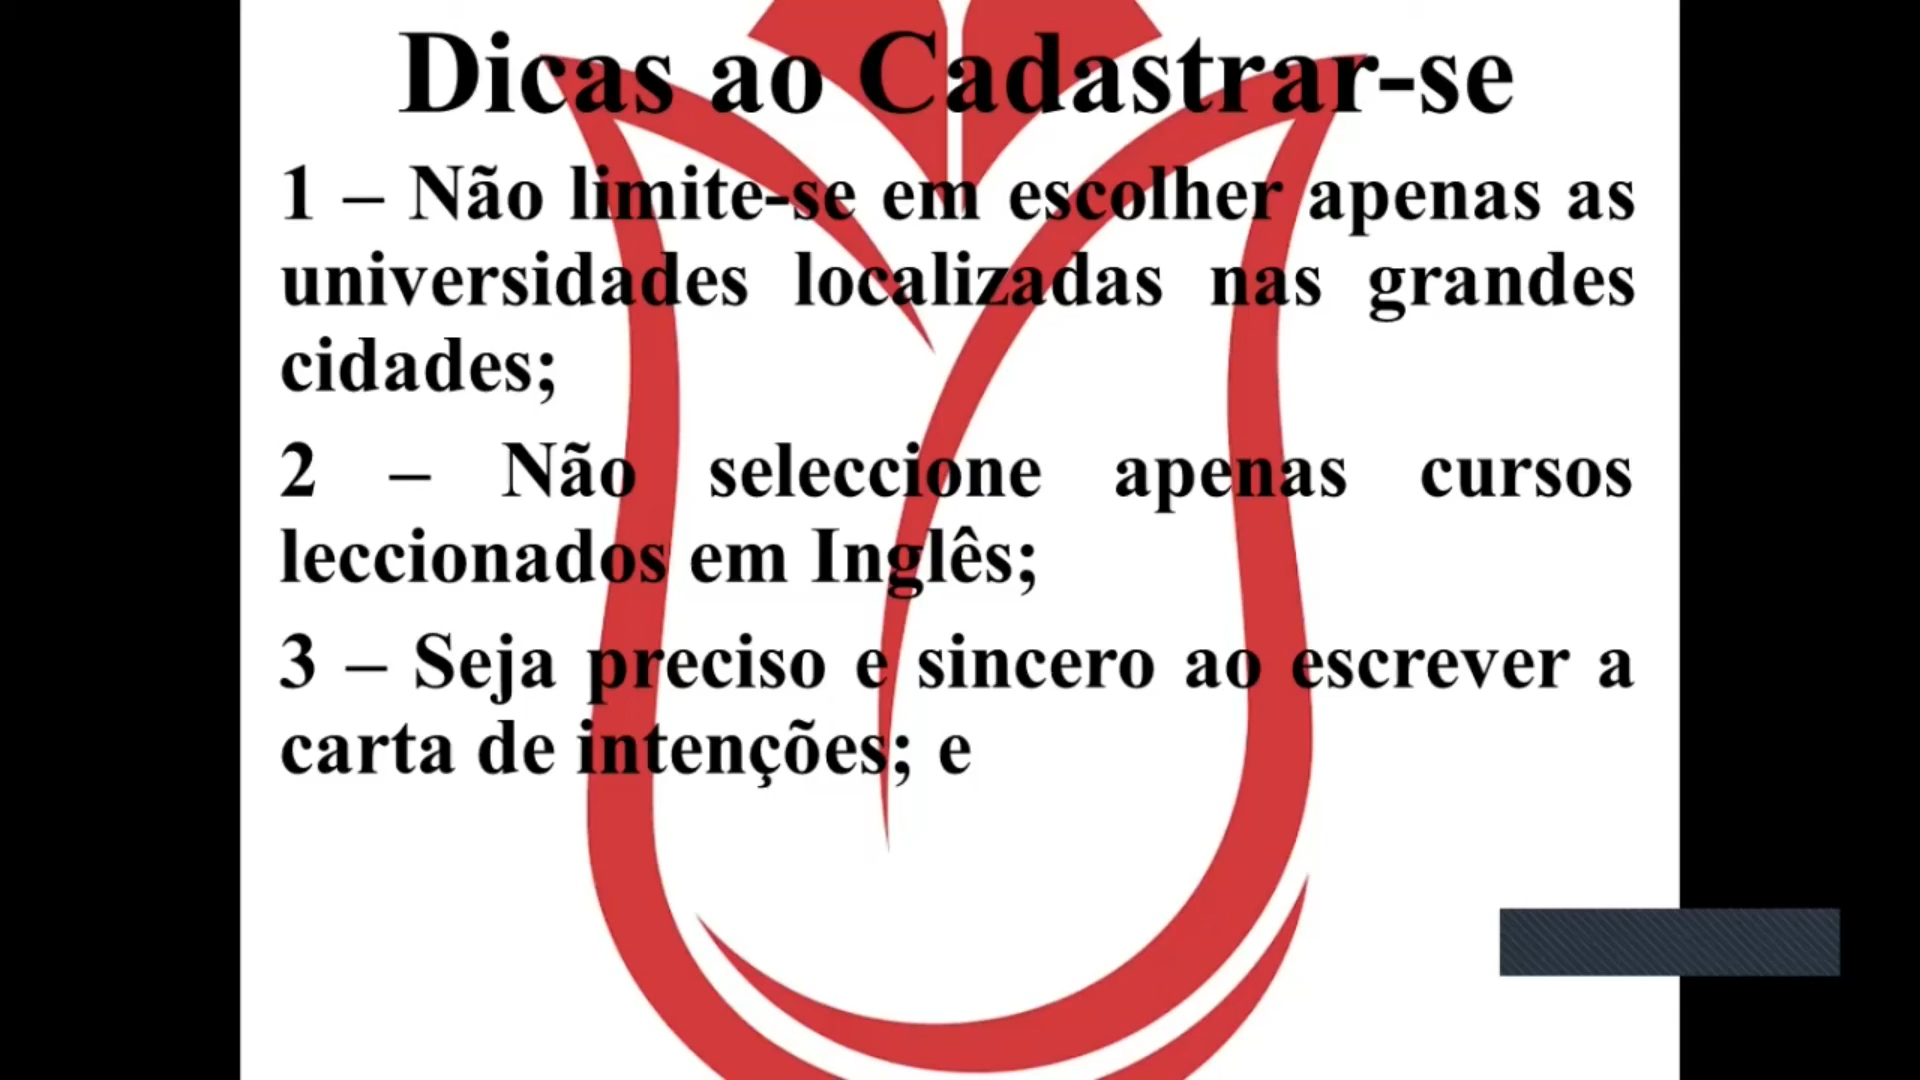 Dicas ao Cadastrar-se
1 – Não limite-se em escolher apenas as
universidades localizadas nas grandes
cidades;
2 – Não seleccione apenas cursos
leccionados em Inglês;
3 – Seja preciso e sincero ao escrever a
carta de intenções; e